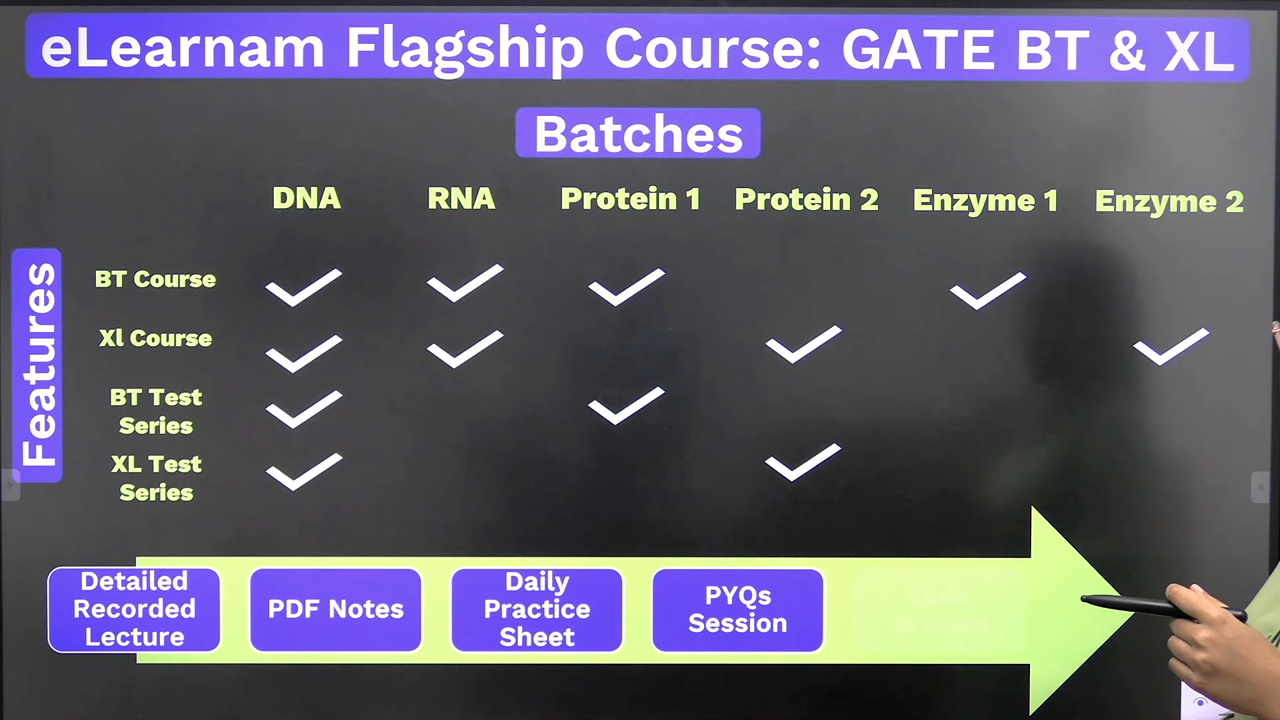 eLearnam Flagship Course: GATE BT & XL
Batches
DNA RNA Protein 1 Protein 2 Enzyme 1 Enzyme 2
Features
BT Course
Xl Course
BT Test
Series
XL Test
Series
Detailed
Recorded
Lecture
PDF Notes
Daily
Practice
Sheet
PYQs
Session